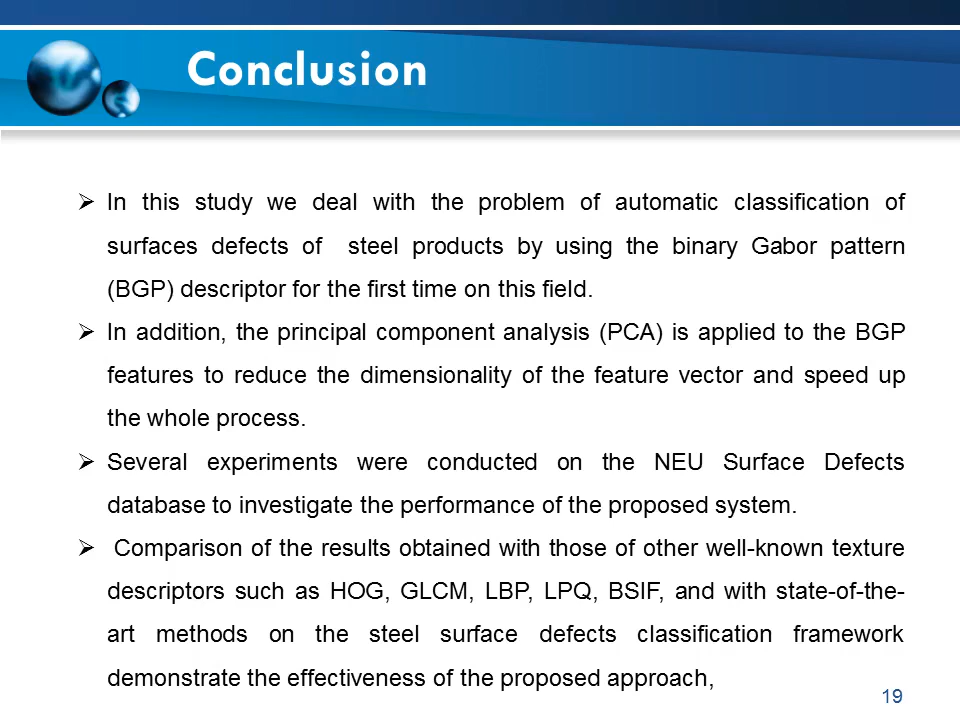 Conclusion
➢ In this study we deal with the problem of automatic classification of
surfaces defects of steel products by using the binary Gabor pattern
(BGP) descriptor for the first time on this field.
➢ In addition, the principal component analysis (PCA) is applied to the BGP
features to reduce the dimensionality of the feature vector and speed up
the whole process.
➢ Several experiments were conducted on the NEU Surface Defects
database to investigate the performance of the proposed system.
➢ Comparison of the results obtained with those of other well-known texture
descriptors such as HOG, GLCM, LBP, LPQ, BSIF, and with state-of-the-
art methods on the steel surface defects classification framework
demonstrate the effectiveness of the proposed approach,
19